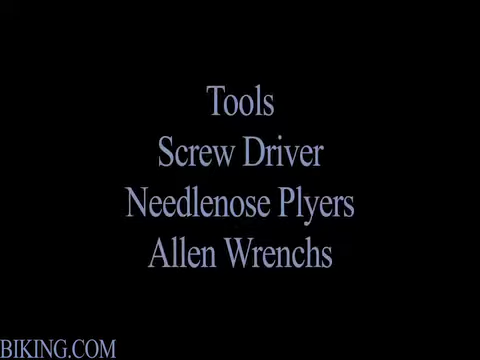 Tools
Screw Driver
Needlenose Plyers
Allen Wrenchs
BIKING.COM